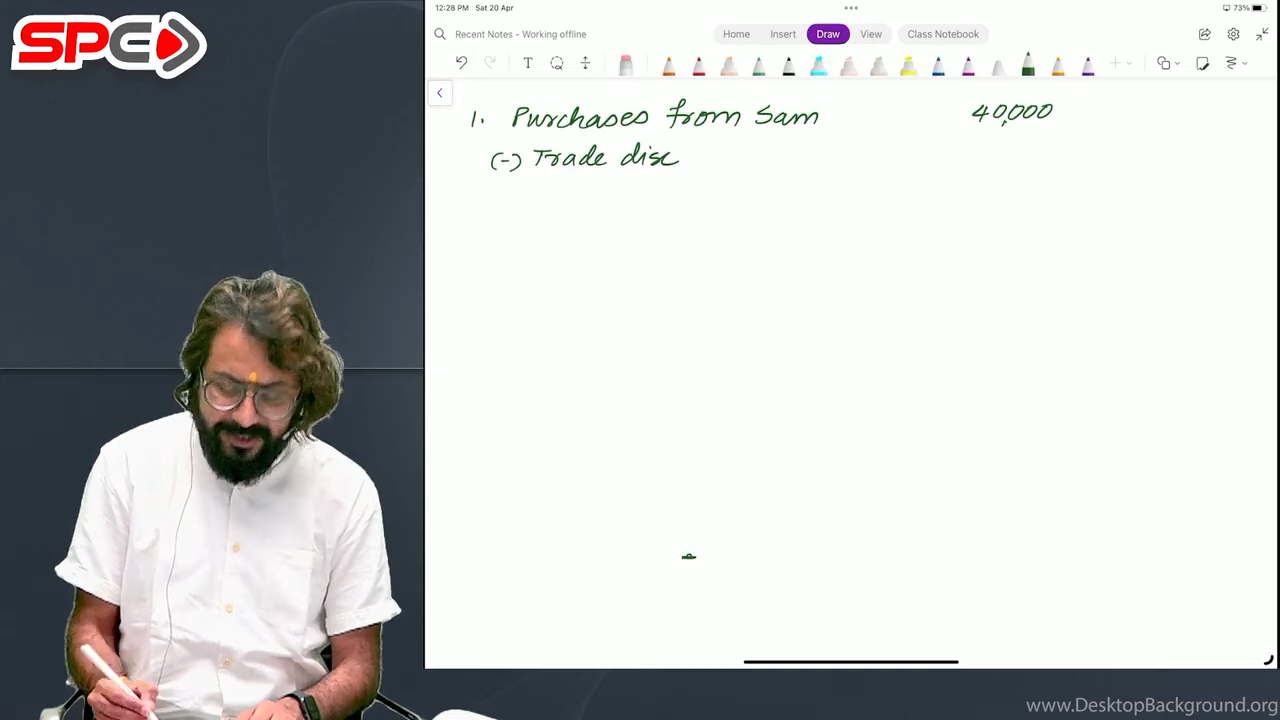 SPC
12:28 PM Sat 20 Apr
73%
Recent Notes - Working offline
Home Insert Draw View Class Notebook
1. Purchases from Sam 40,000
(-) Trade disc
www.DesktopBackground.org